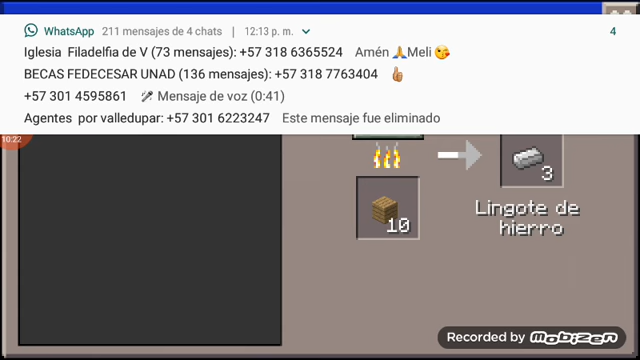 WhatsApp 211 mensajes de 4 chats | 12:13 p. m. 4
Iglesia Filadelfia de V (73 mensajes): +57 318 6365524 Amén 🙏Meli 😘
BECAS FEDECESAR UNAD (136 mensajes): +57 318 7763404 👍🏼
+57 301 4595861 🎤 Mensaje de voz (0:41)
Agentes por valledupar: +57 301 6223247 Este mensaje fue eliminado
10:22
3
10
Lingote de
hierro
Recorded by Mobizen